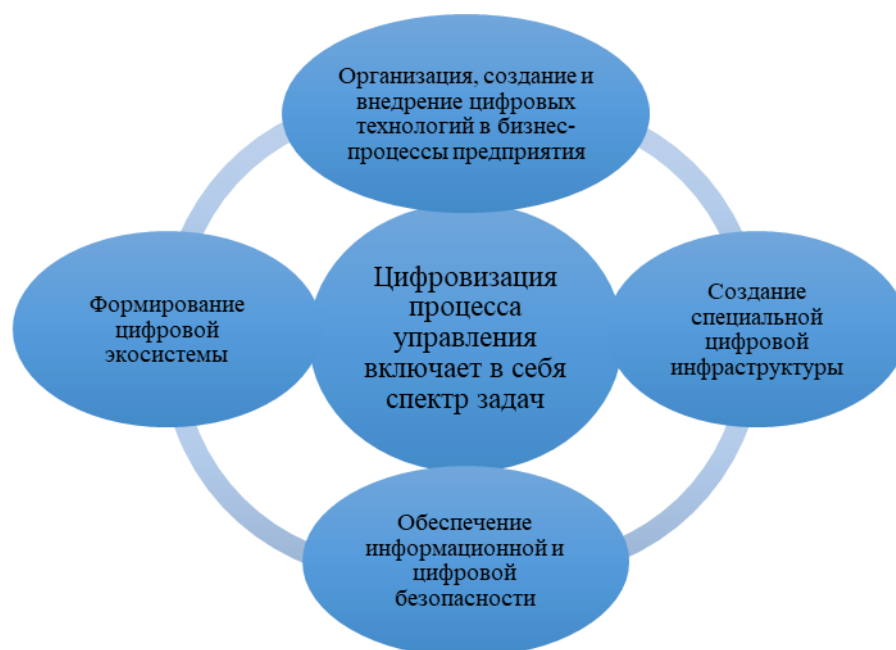 Организация, создание и
внедрение цифровых
технологий в бизнес-
процессы предприятия
Формирование
цифровой
экосистемы
Цифровизация
процесса
управления
включает в себя
спектр задач
Создание
специальной
цифровой
инфраструктуры
Обеспечение
информационной и
цифровой
безопасности